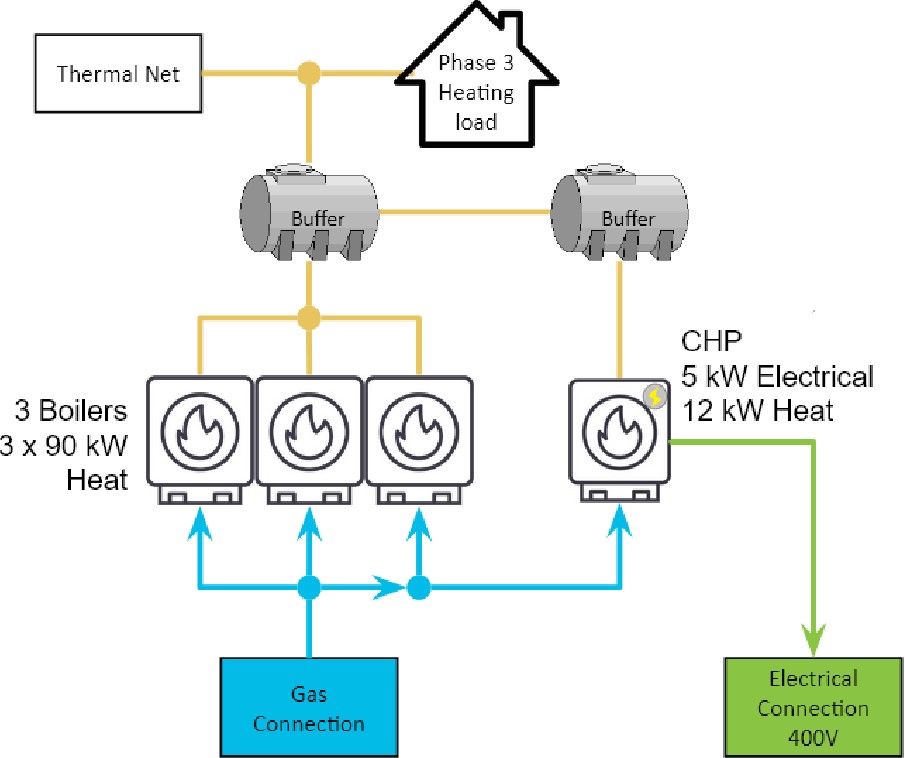 Thermal Net
Phase 3
Heating
load
Buffer
Buffer
CHP
5 kW Electrical
12 kW Heat
3 Boilers
3 x 90 kW
Heat
Gas
Connection
Electrical
Connection
400V